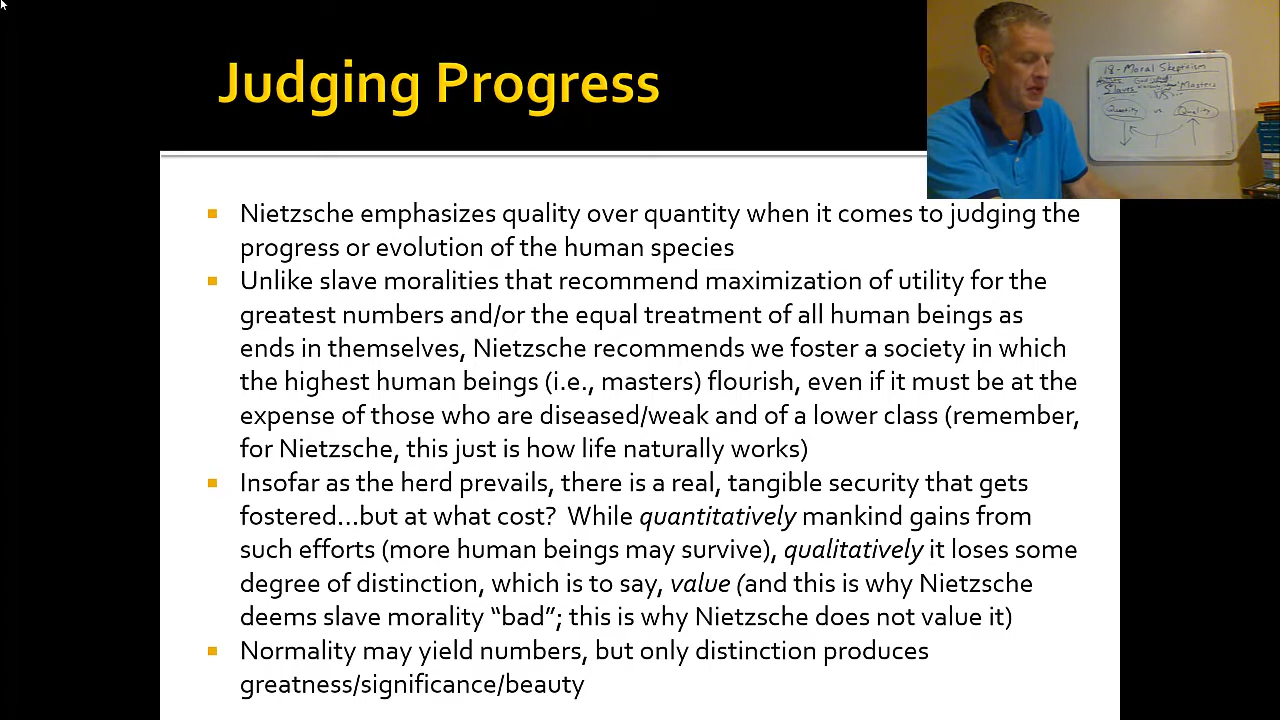 Judging Progress
18 - Moral Skepticism
Slaves vs Masters
Quantity vs Quality
Nietzsche emphasizes quality over quantity when it comes to judging the
progress or evolution of the human species
Unlike slave moralities that recommend maximization of utility for the
greatest numbers and/or the equal treatment of all human beings as
ends in themselves, Nietzsche recommends we foster a society in which
the highest human beings (i.e., masters) flourish, even if it must be at the
expense of those who are diseased/weak and of a lower class (remember,
for Nietzsche, this just is how life naturally works)
Insofar as the herd prevails, there is a real, tangible security that gets
fostered...but at what cost?  While quantitatively mankind gains from
such efforts (more human beings may survive), qualitatively it loses some
degree of distinction, which is to say, value (and this is why Nietzsche
deems slave morality “bad”; this is why Nietzsche does not value it)
Normality may yield numbers, but only distinction produces
greatness/significance/beauty